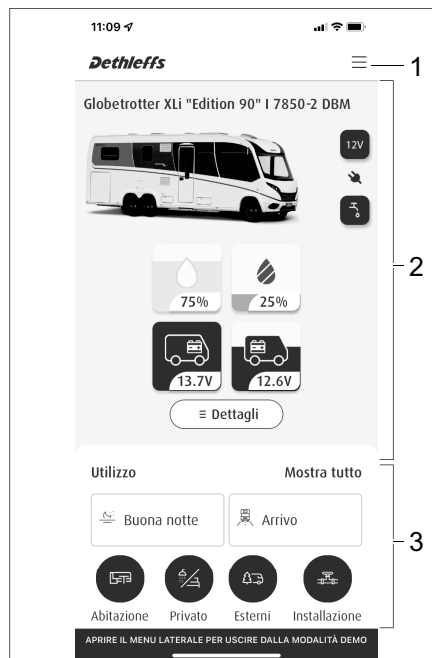 11:09
Dethleffs
1
Globetrotter XLi "Edition 90" I 7850-2 DBM
12V
2
75%
25%
13.7V
12.6V
Dettagli
Utilizzo
Mostra tutto
Buona notte
Arrivo
3
Abitazione
Privato
Esterni
Installazione
APRIRE IL MENU LATERALE PER USCIRE DALLA MODALITÀ DEMO